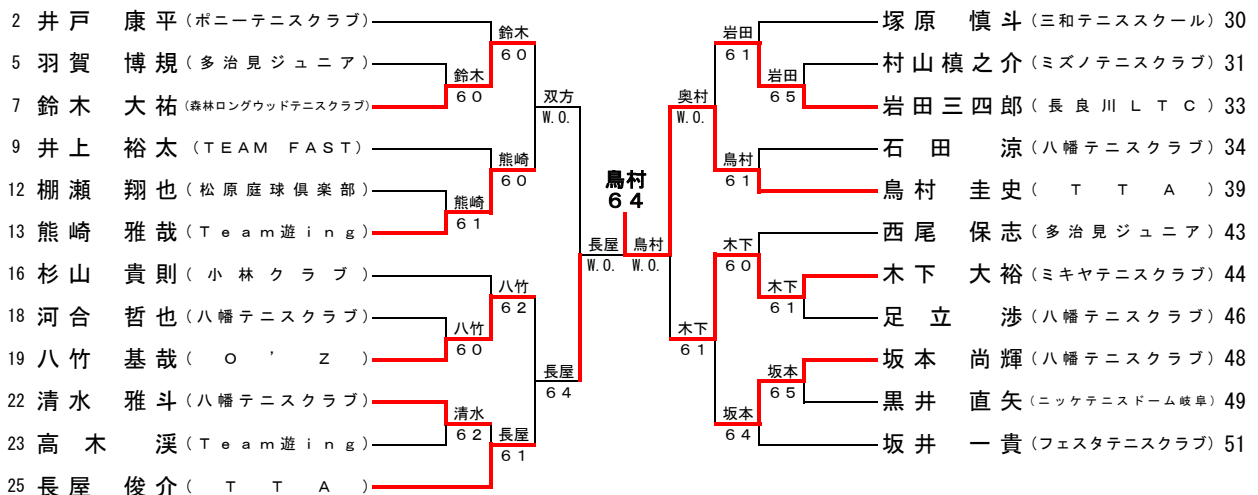 2 井戸 康平 (ポニーテニスクラブ)
5 羽賀 博規 (多治見ジュニア)
7 鈴木 大祐 (森林ロングウッドテニスクラブ)
9 井上 裕太 (TEAM FAST)
12 棚瀬 翔也 (松原庭球倶楽部)
13 熊崎 雅哉 (Team遊ing)
16 杉山 貴則 (小林クラブ)
18 河合 哲也 (八幡テニスクラブ)
19 八竹 基哉 (O'Z)
22 清水 雅斗 (八幡テニスクラブ)
23 高木 渓 (Team遊ing)
25 長屋 俊介 (TTA)
鈴木
60
鈴木
60
双方
W.O.
熊崎
60
熊崎
61
八竹
62
八竹
60
長屋
64
清水
62
長屋
61
長屋
W.O.
鳥村
64
鳥村
W.O.
岩田
61
岩田
65
奥村
W.O.
鳥村
61
木下
60
木下
61
木下
61
坂本
65
坂本
64
塚原 慎斗 (三和テニススクール) 30
村山槙之介 (ミズノテニスクラブ) 31
岩田三四郎 (長良川LTC) 33
石田 涼 (八幡テニスクラブ) 34
鳥村 圭史 (TTA) 39
西尾 保志 (多治見ジュニア) 43
木下 大裕 (ミキヤテニスクラブ) 44
足立 渉 (八幡テニスクラブ) 46
坂本 尚輝 (八幡テニスクラブ) 48
黒井 直矢 (ニッケテニスドーム岐阜) 49
坂井 一貴 (フェスタテニスクラブ) 51